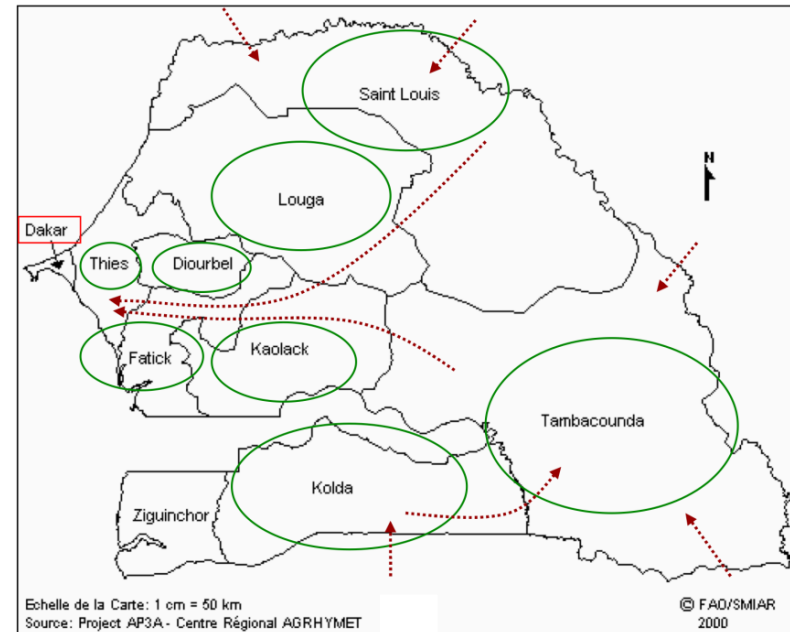 Saint Louis
N
Louga
Dakar
Thies
Diourbel
Fatick
Kaolack
Tambacounda
Kolda
Ziguinchor
Echelle de la Carte: 1 cm = 50 km
Source: Project AP3A - Centre Régional AGRHYMET
© FAO/SMIAR
2000